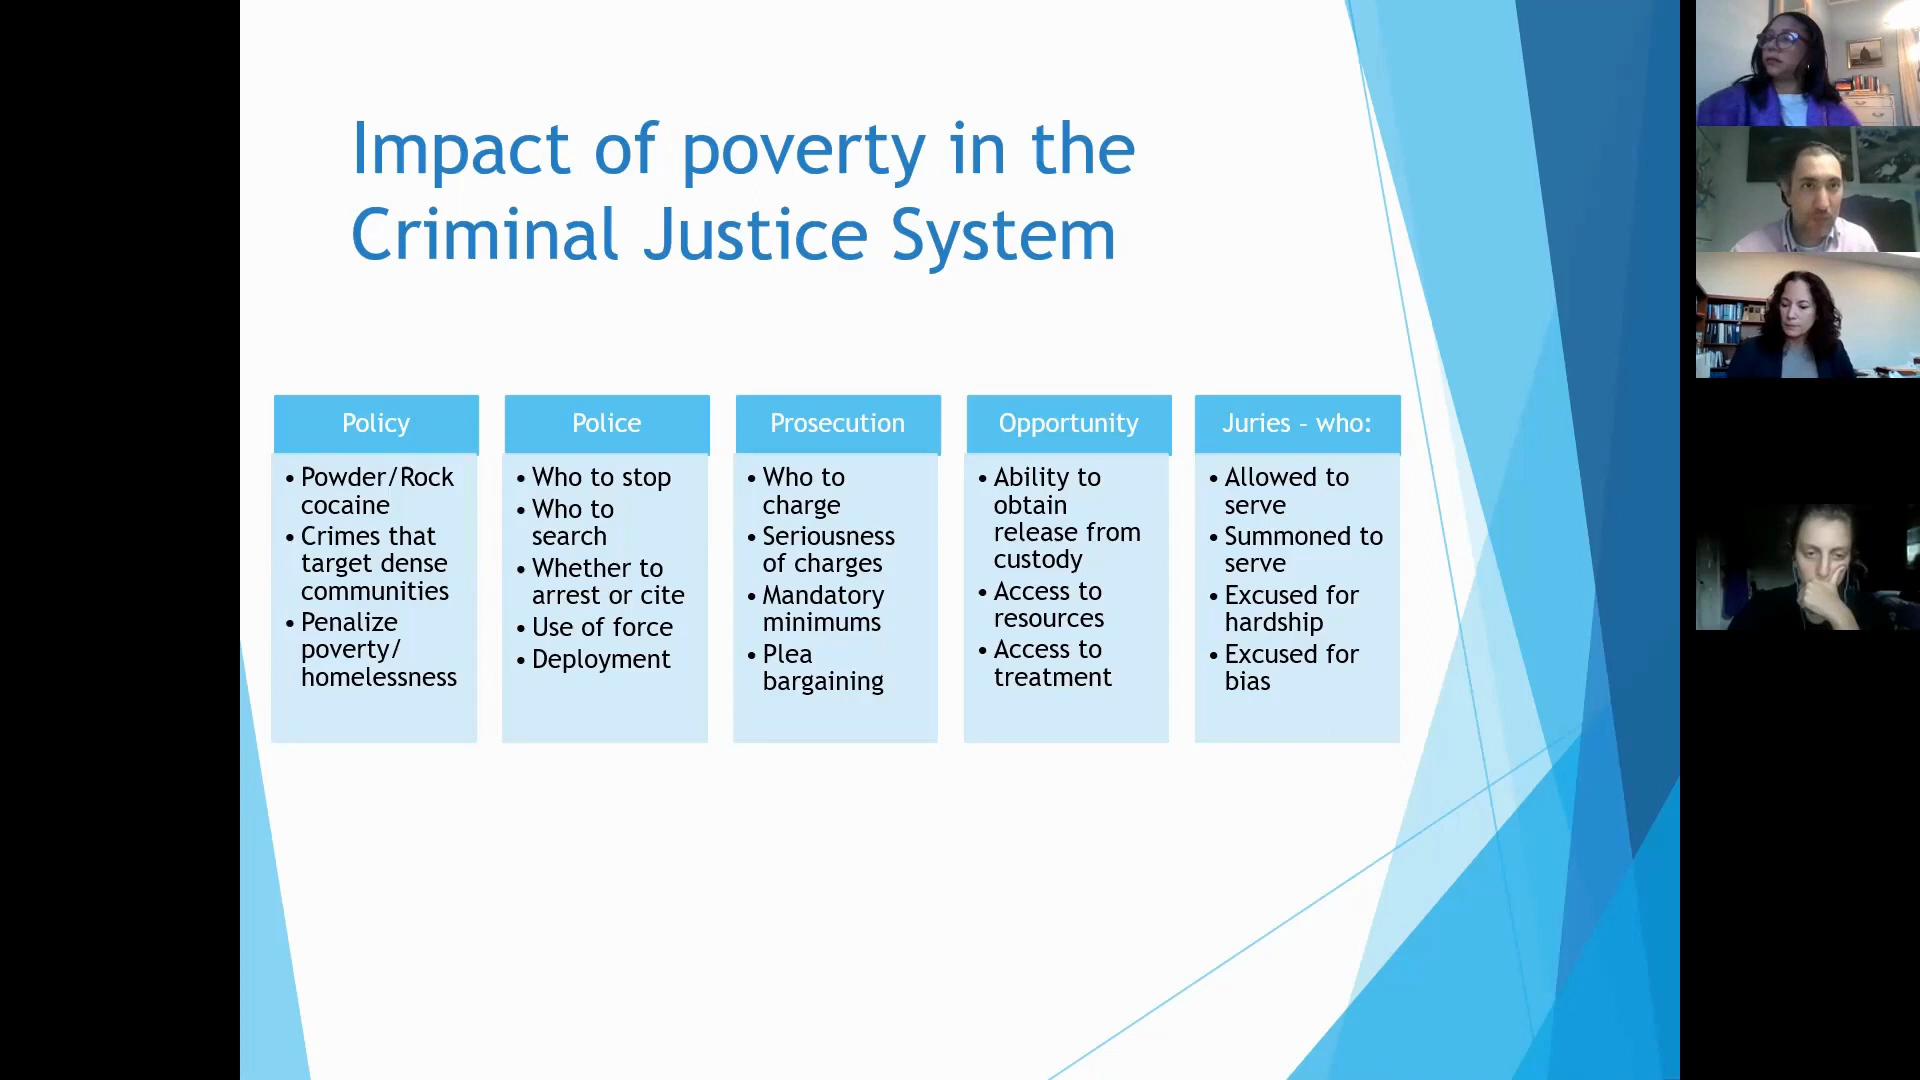 Impact of poverty in the
Criminal Justice System
Policy
• Powder/Rock
cocaine
• Crimes that
target dense
communities
• Penalize
poverty/
homelessness
Police
• Who to stop
• Who to
search
• Whether to
arrest or cite
• Use of force
• Deployment
Prosecution
• Who to
charge
• Seriousness
of charges
• Mandatory
minimums
• Plea
bargaining
Opportunity
• Ability to
obtain
release from
custody
• Access to
resources
• Access to
treatment
Juries – who:
• Allowed to
serve
• Summoned to
serve
• Excused for
hardship
• Excused for
bias